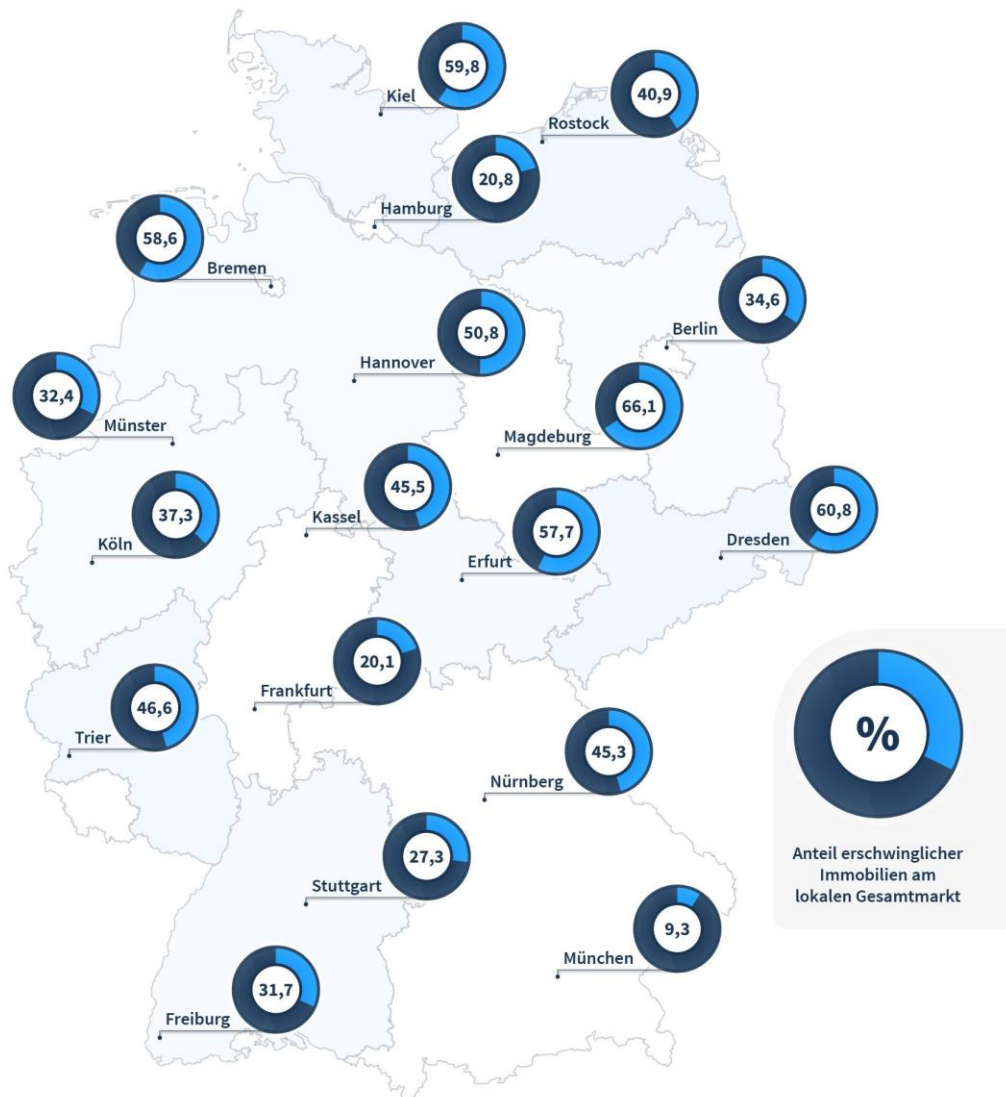 59,8
Kiel
40,9
Rostock
20,8
Hamburg
58,6
Bremen
34,6
Berlin
50,8
Hannover
32,4
Münster
66,1
Magdeburg
45,5
Kassel
37,3
Köln
57,7
Erfurt
60,8
Dresden
20,1
Frankfurt
46,6
Trier
45,3
Nürnberg
%
Anteil erschwinglicher
Immobilien am
lokalen Gesamtmarkt
27,3
Stuttgart
9,3
München
31,7
Freiburg